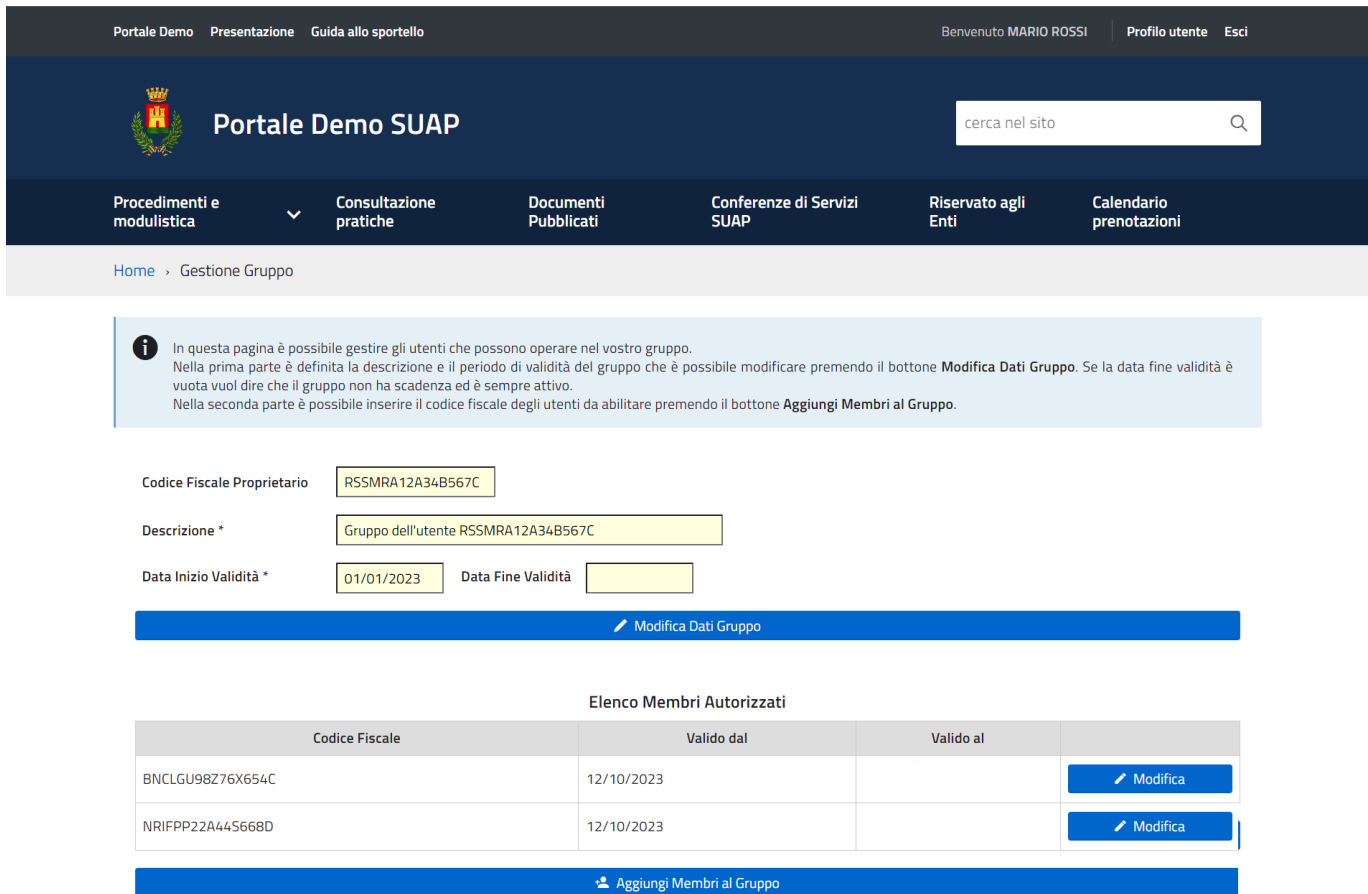 Portale Demo Presentazione Guida allo sportello Benvenuto MARIO ROSSI Profilo utente Esci
Portale Demo SUAP
cerca nel sito
Procedimenti e modulistica
Consultazione pratiche
Documenti Pubblicati
Conferenze di Servizi SUAP
Riservato agli Enti
Calendario prenotazioni
Home › Gestione Gruppo
In questa pagina è possibile gestire gli utenti che possono operare nel vostro gruppo.
Nella prima parte è definita la descrizione e il periodo di validità del gruppo che è possibile modificare premendo il bottone Modifica Dati Gruppo. Se la data fine validità è
vuota vuol dire che il gruppo non ha scadenza ed è sempre attivo.
Nella seconda parte è possibile inserire il codice fiscale degli utenti da abilitare premendo il bottone Aggiungi Membri al Gruppo.
Codice Fiscale Proprietario RSSMRA12A34B567C
Descrizione * Gruppo dell'utente RSSMRA12A34B567C
Data Inizio Validità * 01/01/2023 Data Fine Validità
Modifica Dati Gruppo
Elenco Membri Autorizzati
Codice Fiscale Valido dal Valido al
BNCLGU98Z76X654C 12/10/2023 Modifica
NRIFPP22A44S668D 12/10/2023 Modifica
Aggiungi Membri al Gruppo